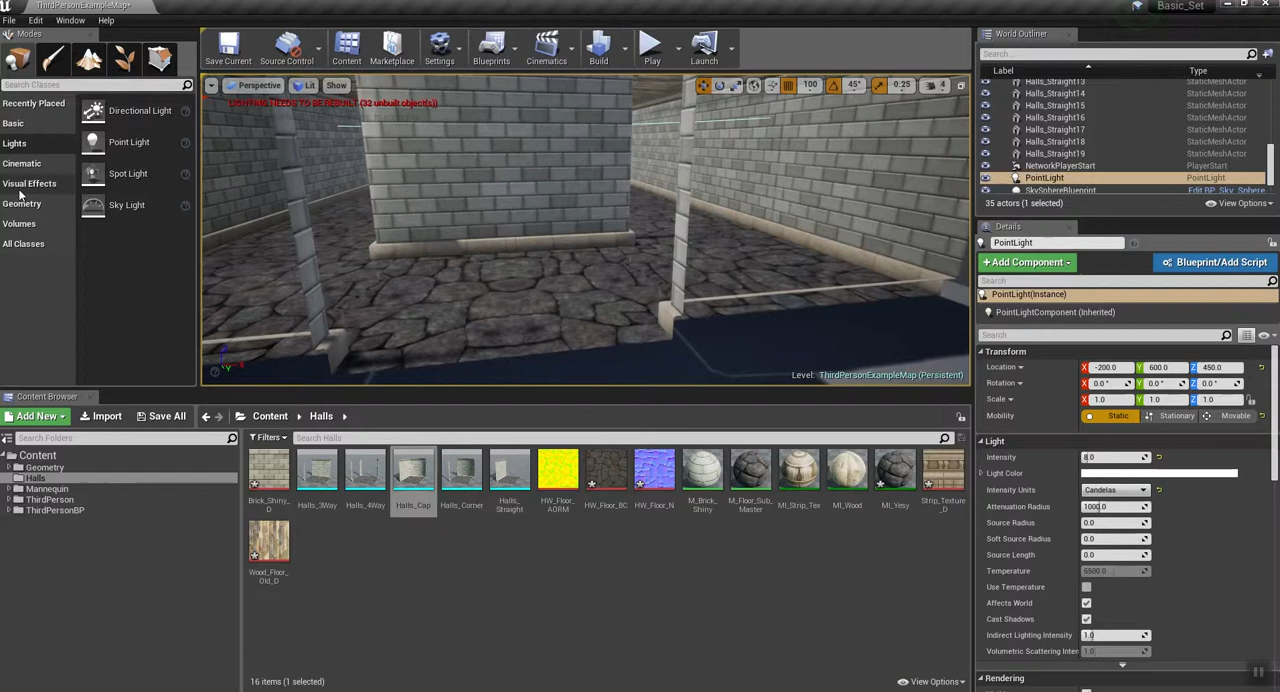 ThirdPersonExampleMap*
Basic_Set
File Edit Window Help
Modes
Search Classes
Recently Placed
Basic
Lights
Cinematic
Visual Effects
Geometry
Volumes
All Classes
Directional Light
Point Light
Spot Light
Sky Light
Save Current
Source Control
Content
Marketplace
Settings
Blueprints
Cinematics
Build
Play
Launch
Perspective Lit Show
100 45° 0.25 4
LIGHTING NEEDS TO BE REBUILT (32 unbuilt object(s))
Level: ThirdPersonExampleMap (Persistent)
World Outliner
Search...
Label Type
Halls_Straight13 StaticMeshActor
Halls_Straight14 StaticMeshActor
Halls_Straight15 StaticMeshActor
Halls_Straight16 StaticMeshActor
Halls_Straight17 StaticMeshActor
Halls_Straight18 StaticMeshActor
Halls_Straight19 StaticMeshActor
NetworkPlayerStart PlayerStart
PointLight PointLight
SkySphereBlueprint Edit BP_Sky_Sphere
35 actors (1 selected) View Options
Details
PointLight
+Add Component Blueprint/Add Script
Search
PointLight(Instance)
PointLightComponent (Inherited)
Search
Transform
Location X -200.0 Y 600.0 Z 450.0
Rotation X 0.0 ° Y 0.0 ° Z 0.0 °
Scale X 1.0 Y 1.0 Z 1.0
Mobility Static Stationary Movable
Light
Intensity 8.0
Light Color
Intensity Units Candelas
Attenuation Radius 1000.0
Source Radius 0.0
Soft Source Radius 0.0
Source Length 0.0
Temperature 6500.0
Use Temperature
Affects World
Cast Shadows
Indirect Lighting Intensity 1.0
Volumetric Scattering Inter 1.0
Rendering
Content Browser
Add New Import Save All Content Halls
Search Folders
Filters Search Halls
Content
Geometry
Halls
Mannequin
ThirdPerson
ThirdPersonBP
Brick_Shiny_D
Halls_3Way
Halls_4Way
Halls_Cap
Halls_Corner
Halls_Straight
HW_Floor_AORM
HW_Floor_BC
HW_Floor_N
M_Brick_Shiny
M_Floor_Sub_Master
MI_Strip_Tex
MI_Wood
MI_Yesy
Strip_Texture_D
Wood_Floor_Old_D
16 items (1 selected) View Options